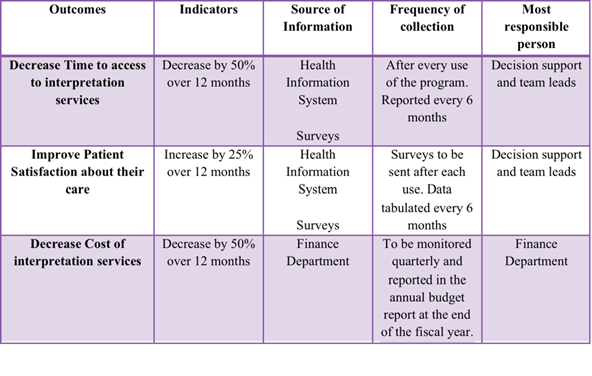 Outcomes
Indicators
Source of
Information
Frequency of
collection
Most
responsible
person
Decrease Time to access
to interpretation
services
Decrease by 50%
over 12 months
Health
Information
System
Surveys
After every use
of the program.
Reported every 6
months
Decision support
and team leads
Improve Patient
Satisfaction about their
care
Increase by 25%
over 12 months
Health
Information
System
Surveys
Surveys to be
sent after each
use. Data
tabulated every 6
months
Decision support
and team leads
Decrease Cost of
interpretation services
Decrease by 50%
over 12 months
Finance
Department
To be monitored
quarterly and
reported in the
annual budget
report at the end
of the fiscal year.
Finance
Department